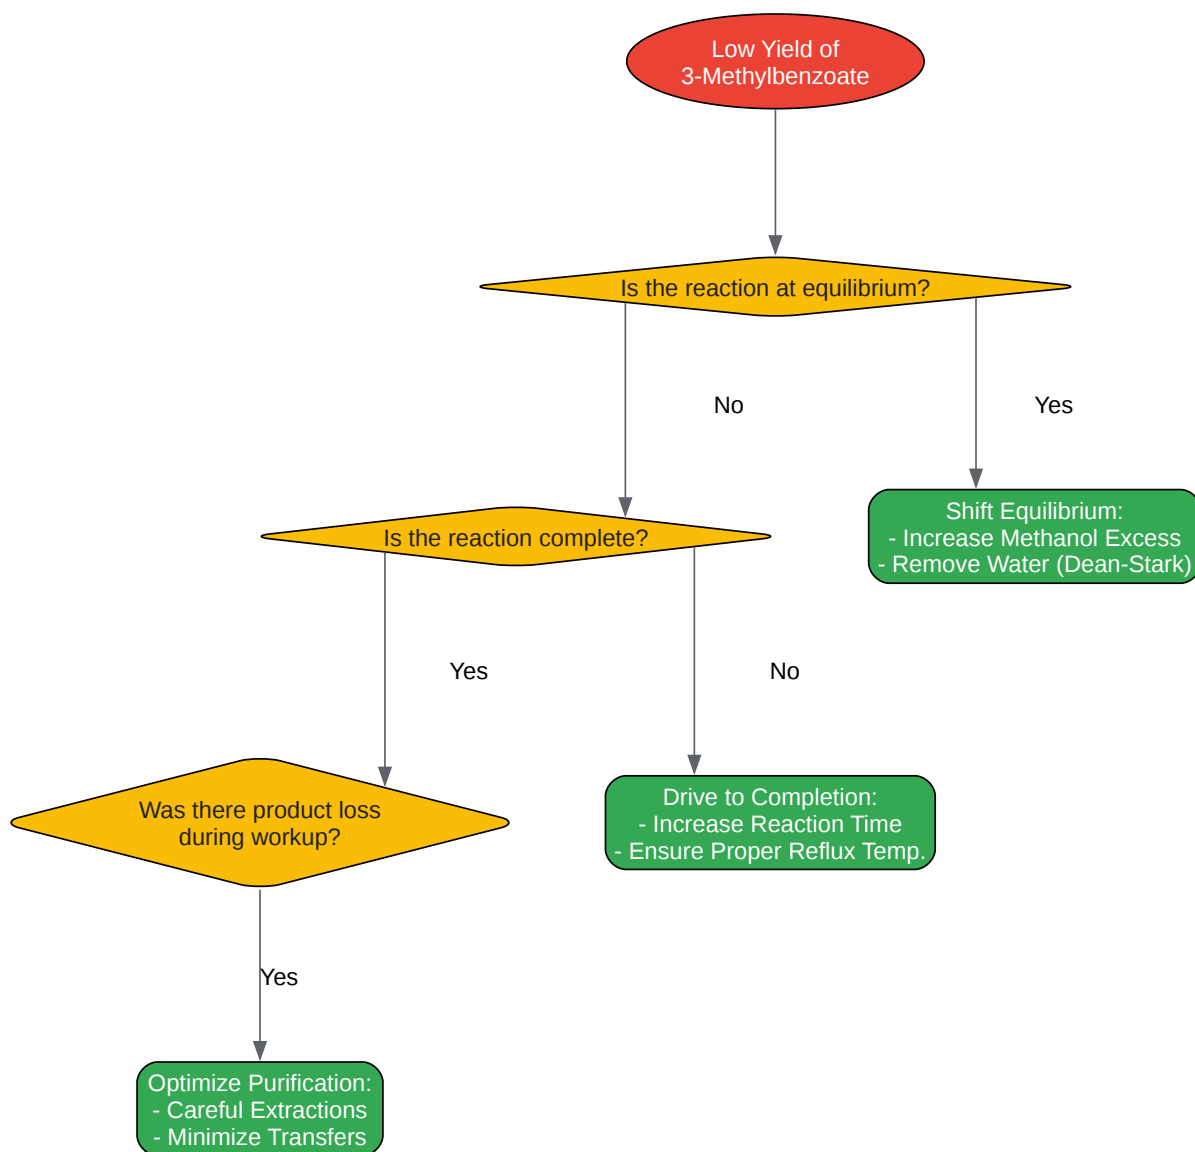 Low Yield of
3-Methylbenzoate
Is the reaction at equilibrium?
No
Yes
Shift Equilibrium:
- Increase Methanol Excess
- Remove Water (Dean-Stark)
Is the reaction complete?
Yes
No
Drive to Completion:
- Increase Reaction Time
- Ensure Proper Reflux Temp.
Was there product loss
during workup?
Yes
Optimize Purification:
- Careful Extractions
- Minimize Transfers